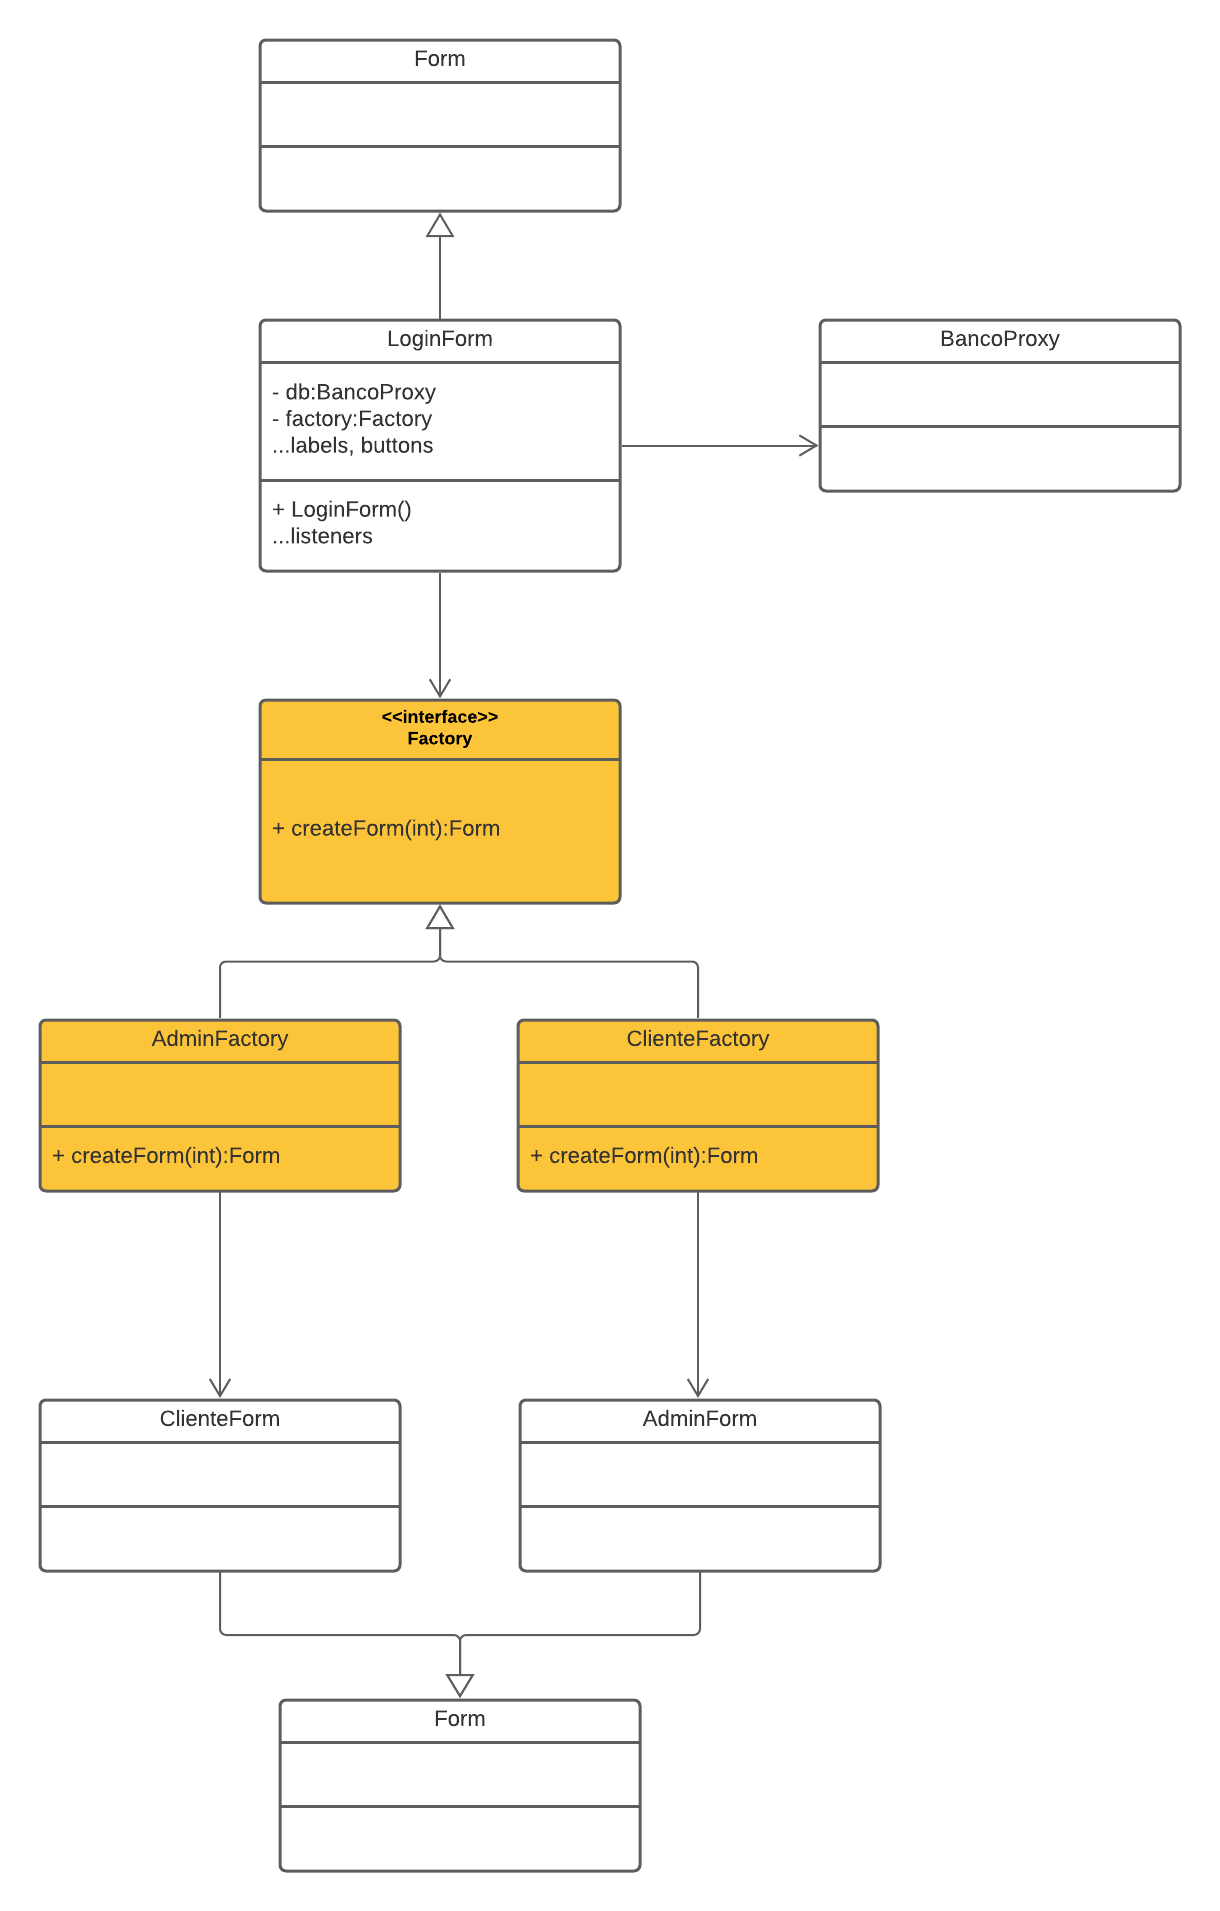 Form
LoginForm
- db:BancoProxy
- factory:Factory
...labels, buttons
+ LoginForm()
...listeners
BancoProxy
<<interface>>
Factory
+ createForm(int):Form
AdminFactory
+ createForm(int):Form
ClienteFactory
+ createForm(int):Form
ClienteForm
AdminForm
Form